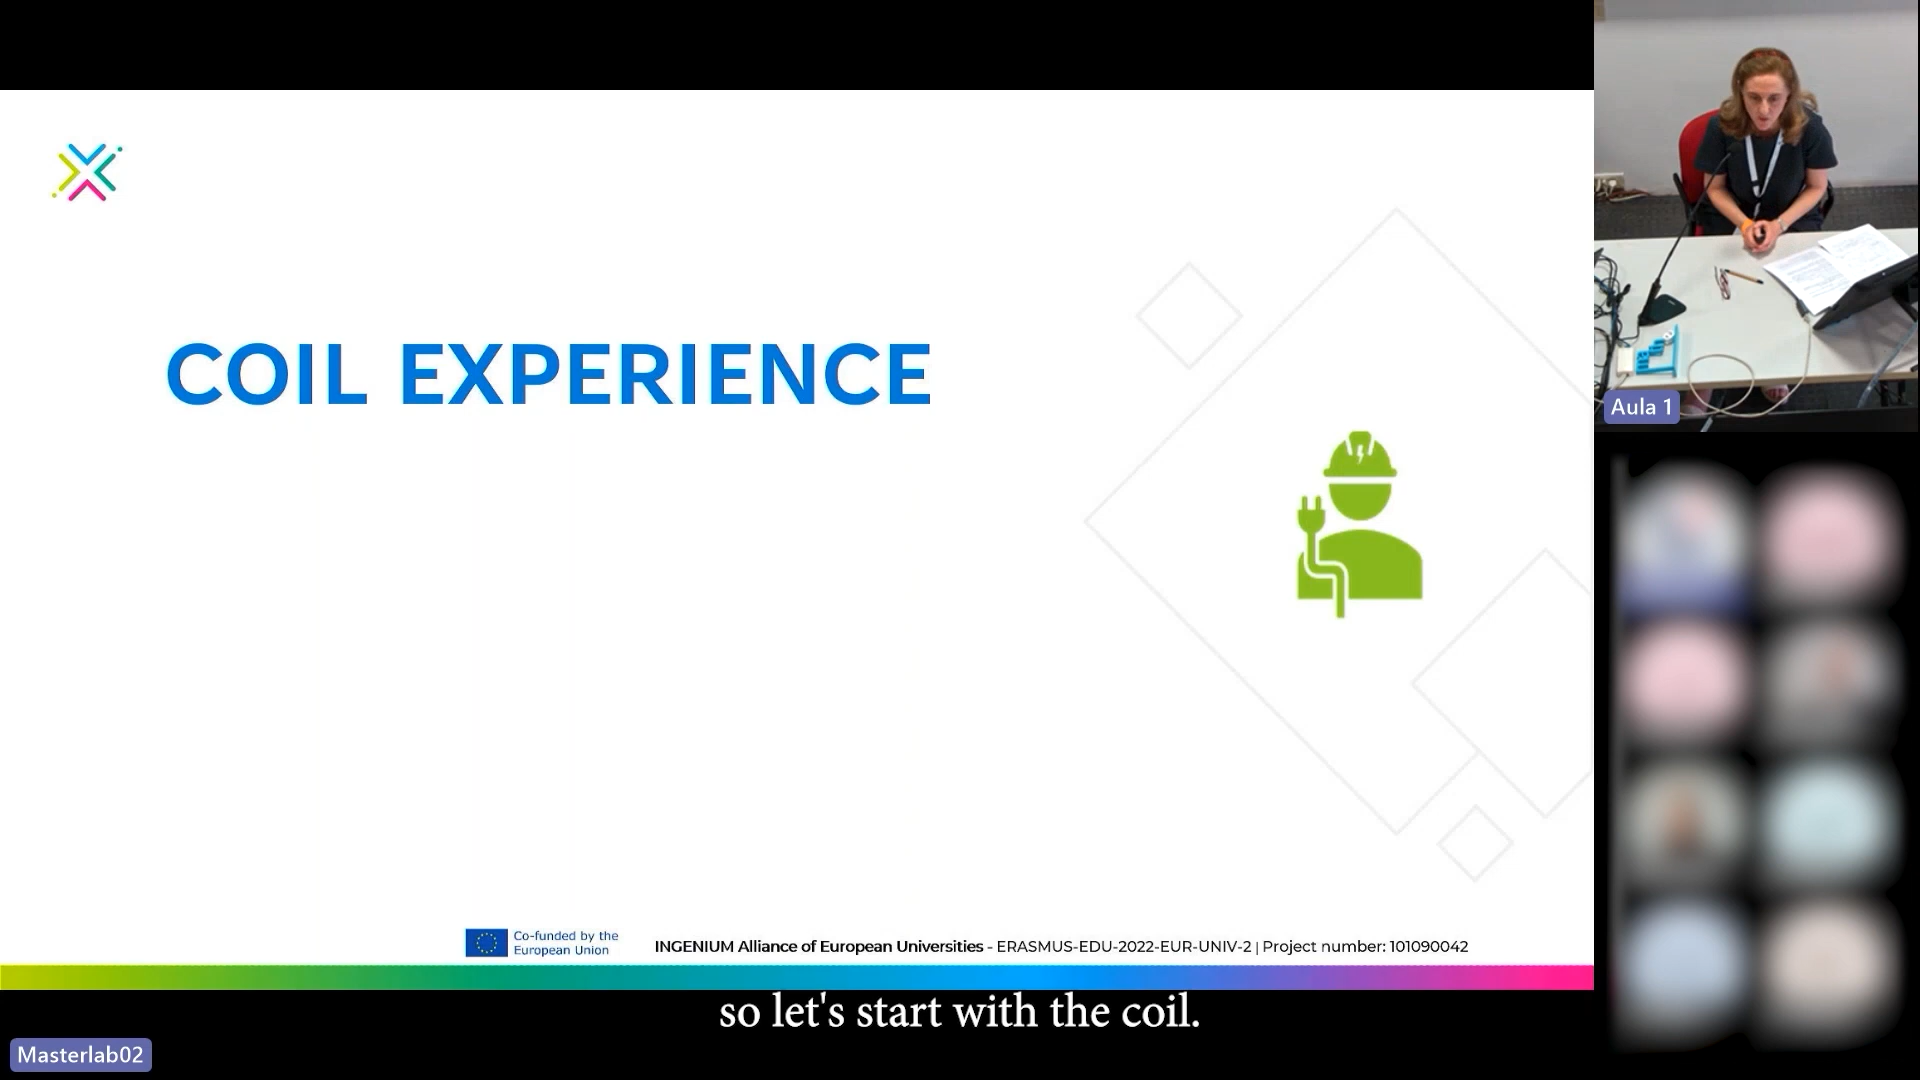 COIL EXPERIENCE
Co-funded by the
European Union
INGENIUM Alliance of European Universities - ERASMUS-EDU-2022-EUR-UNIV-2 | Project number: 101090042
so let's start with the coil.
Masterlab02
Aula 1